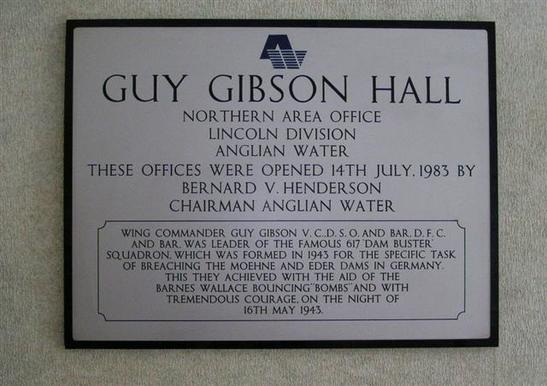 GUY GIBSON HALL
NORTHERN AREA OFFICE
LINCOLN DIVISION
ANGLIAN WATER
THESE OFFICES WERE OPENED 14TH JULY, 1983 BY
BERNARD V. HENDERSON
CHAIRMAN ANGLIAN WATER
WING COMMANDER GUY GIBSON V. C., D. S. O. AND BAR, D. F. C.
AND BAR, WAS LEADER OF THE FAMOUS 617 "DAM BUSTER"
SQUADRON, WHICH WAS FORMED IN 1943 FOR THE SPECIFIC TASK
OF BREACHING THE MOEHNE AND EDER DAMS IN GERMANY.
THIS THEY ACHIEVED WITH THE AID OF THE
BARNES WALLACE BOUNCING "BOMBS" AND WITH
TREMENDOUS COURAGE, ON THE NIGHT OF
16TH MAY 1943.